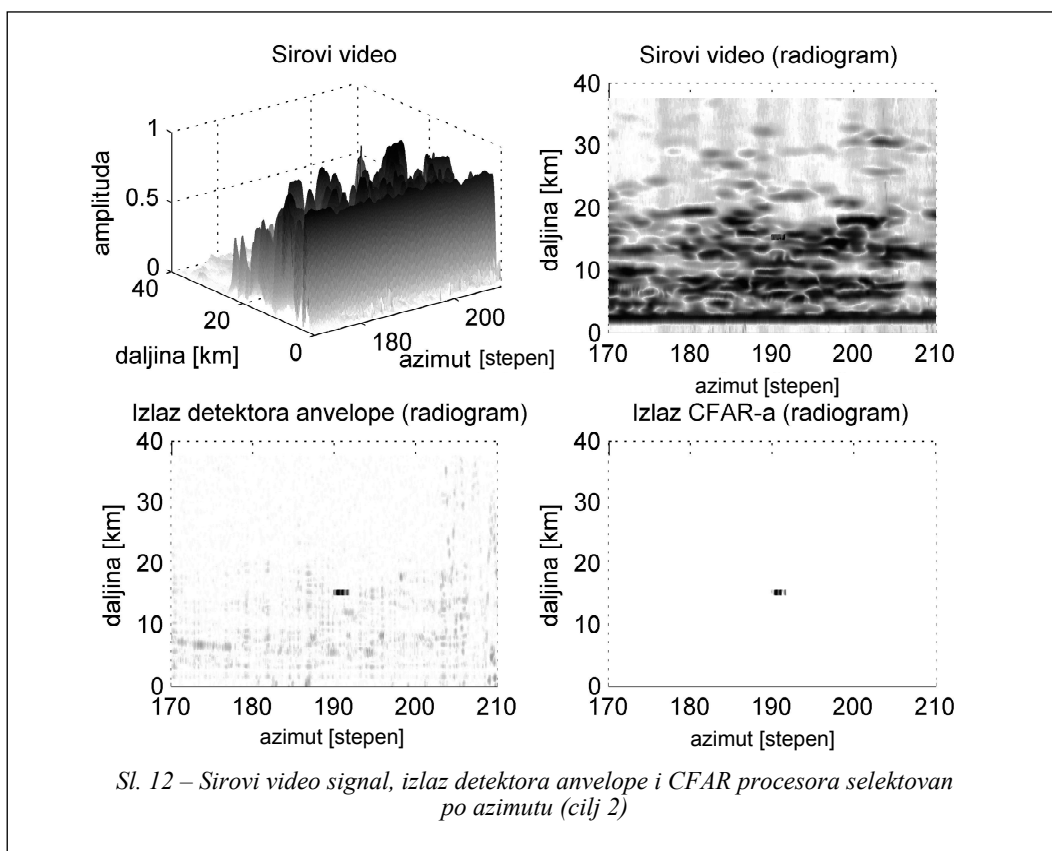 Sirovi video
1
0.5
0
amplituda
40
20
0
daljina [km]
180
200
azimut [stepen]
Sirovi video (radiogram)
40
30
20
10
0
daljina [km]
170
180
190
200
210
azimut [stepen]
Izlaz detektora anvelope (radiogram)
40
30
20
10
0
daljina [km]
170
180
190
200
210
azimut [stepen]
Izlaz CFAR-a (radiogram)
40
30
20
10
0
daljina [km]
170
180
190
200
210
azimut [stepen]
Sl. 12 – Sirovi video signal, izlaz detektora anvelope i CFAR procesora selektovan
po azimutu (cilj 2)